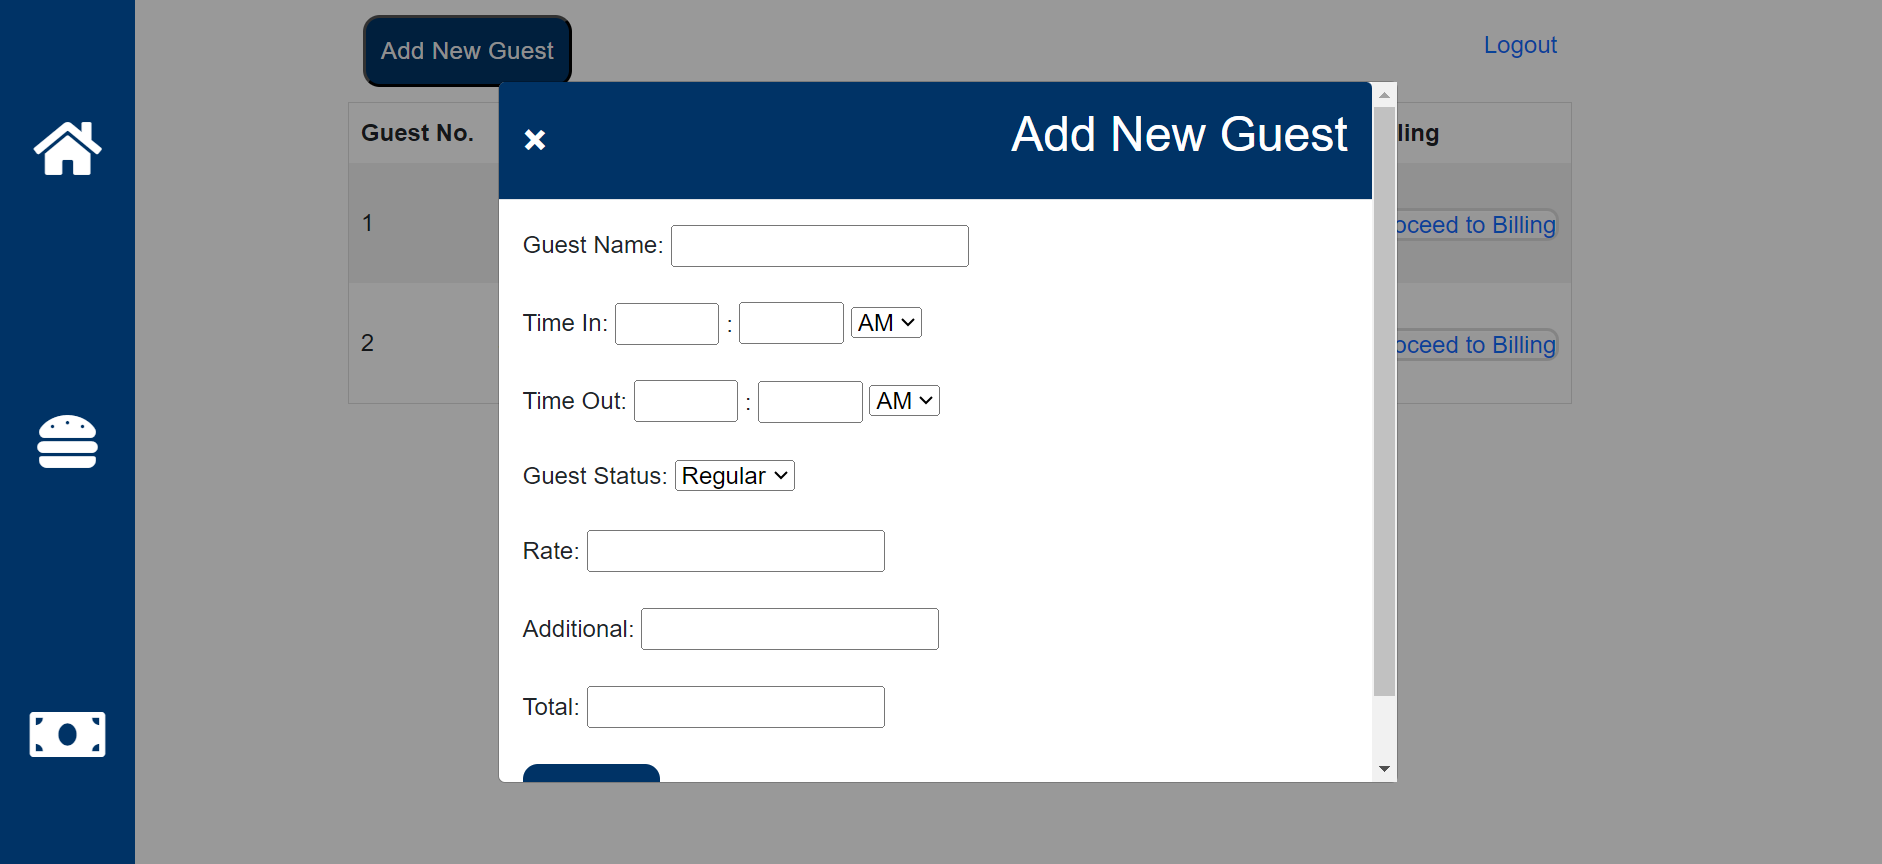 Add New Guest
Logout
Guest No.
ling
Add New Guest
1
oceed to Billing
2
oceed to Billing
Guest Name:
Time In: : AM
Time Out: : AM
Guest Status: Regular
Rate:
Additional:
Total: